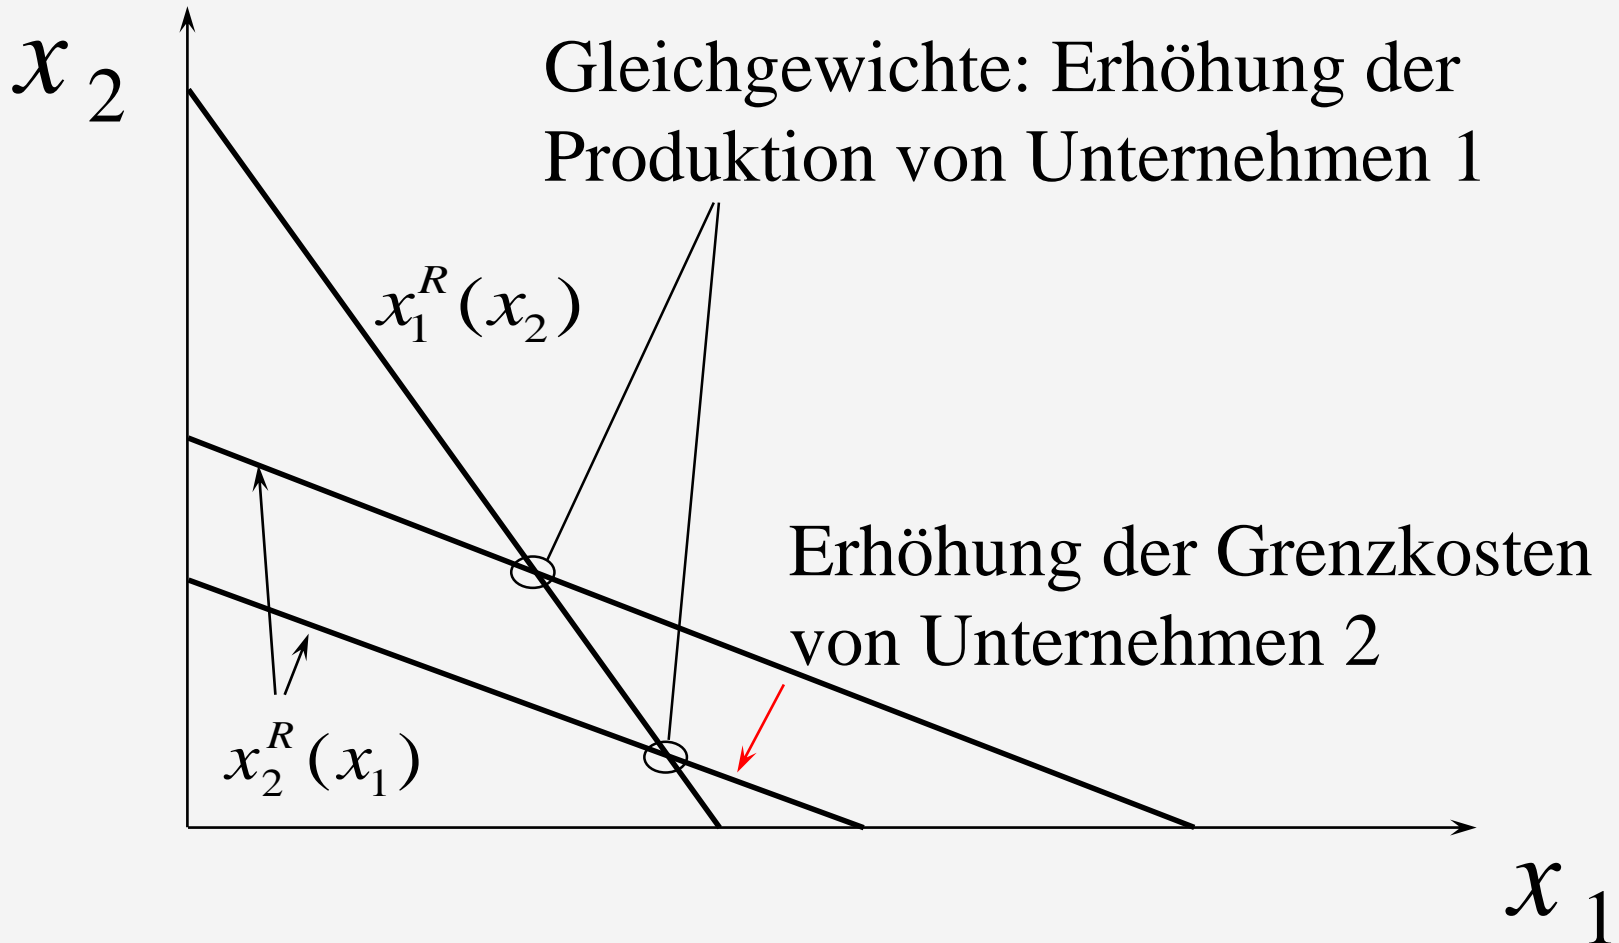 x₂
Gleichgewichte: Erhöhung der
Produktion von Unternehmen 1
x₁ᴿ(x₂)
Erhöhung der Grenzkosten
von Unternehmen 2
x₂ᴿ(x₁)
x₁